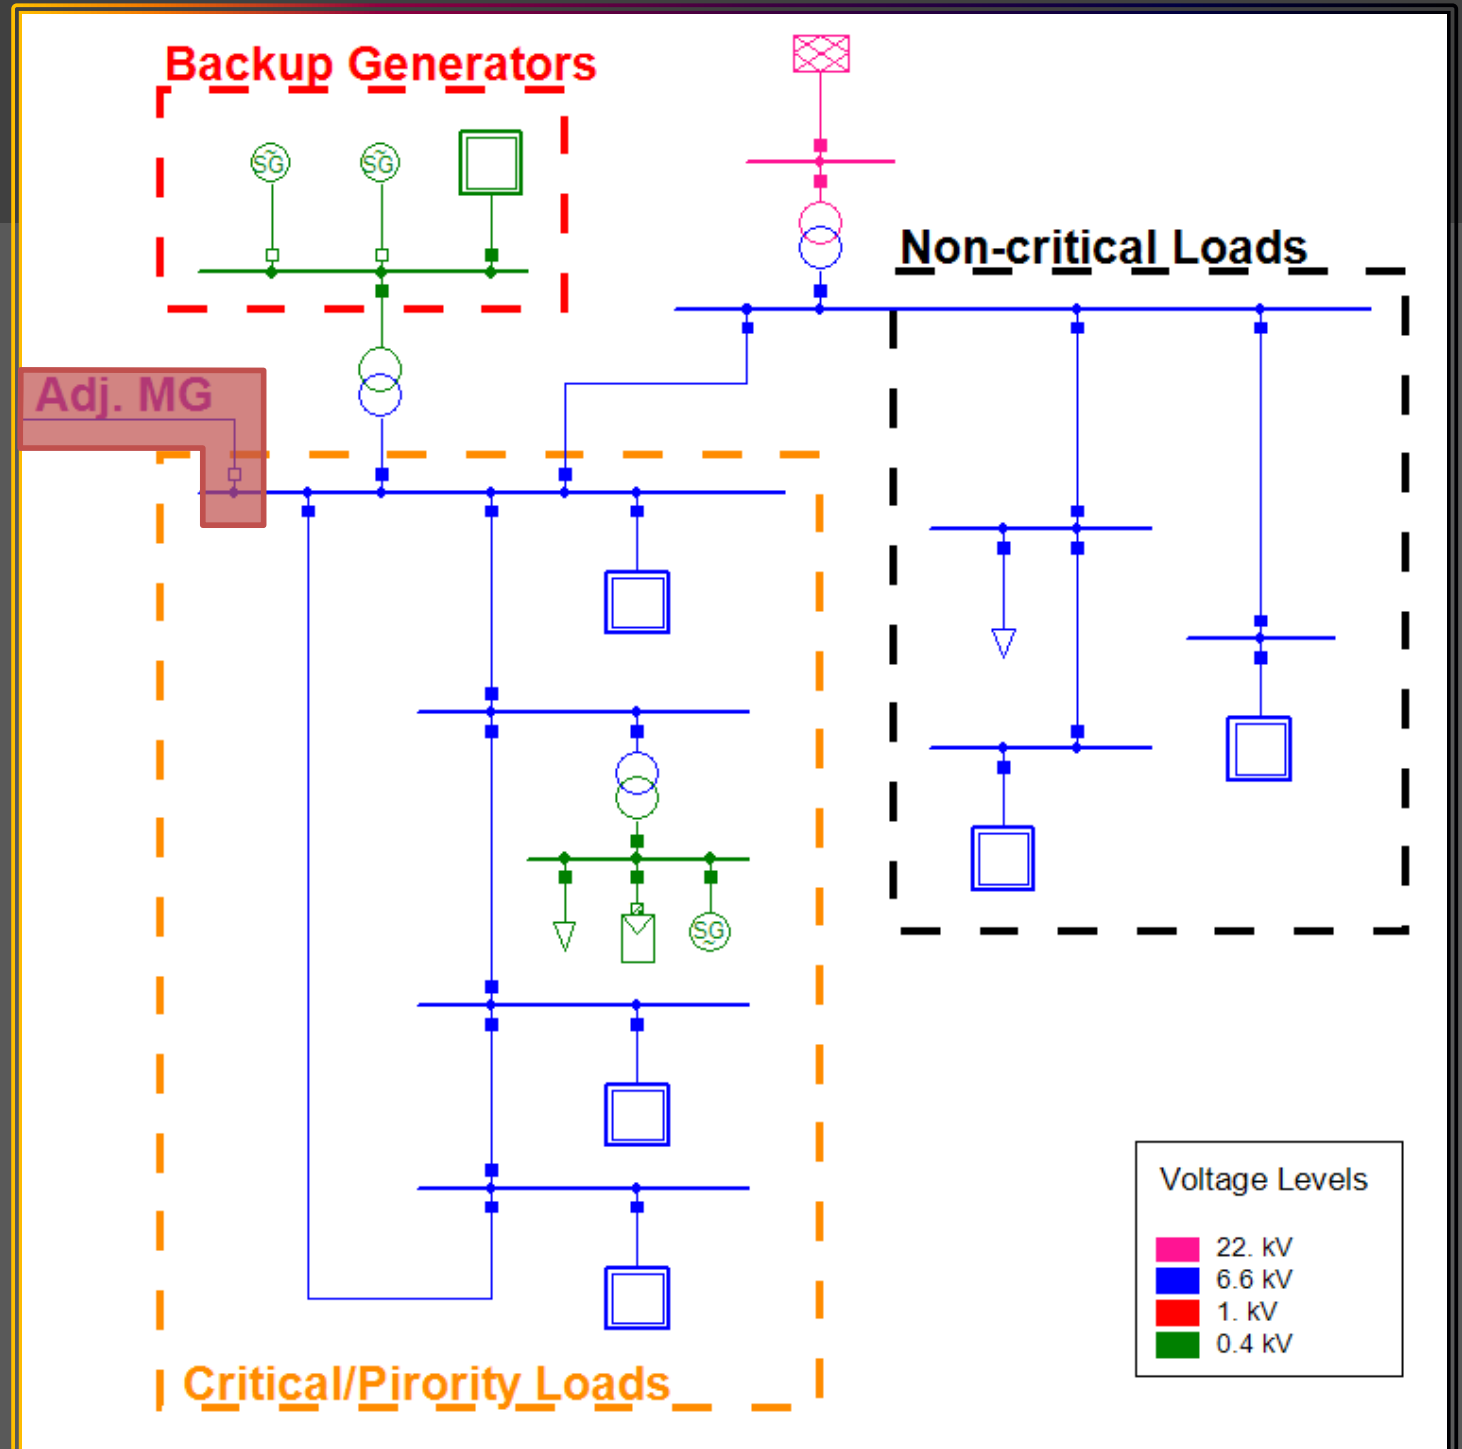 Backup Generators
SG
SG
Non-critical Loads
Adj. MG
SG
Voltage Levels
22. kV
6.6 kV
1. kV
0.4 kV
Critical/Pirority Loads